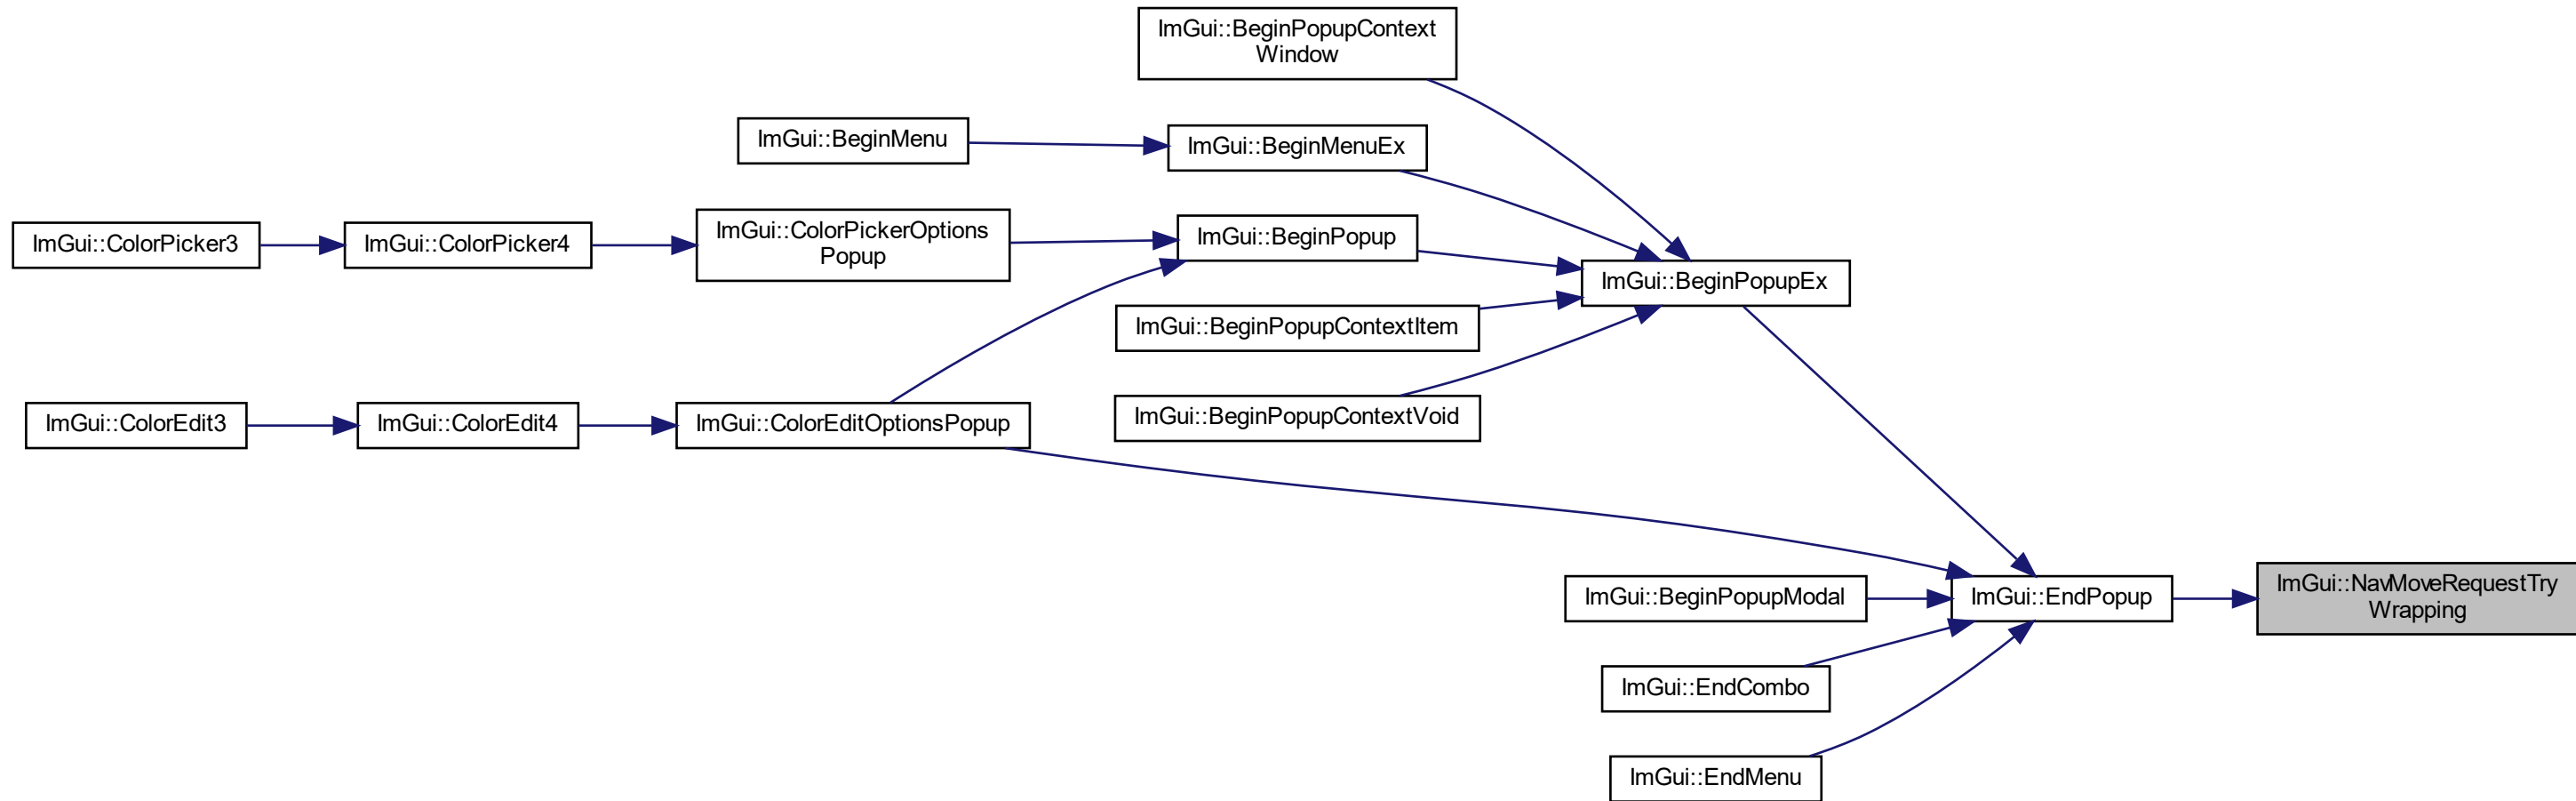 ImGui::BeginPopupContext
Window
ImGui::BeginMenu
ImGui::BeginMenuEx
ImGui::ColorPicker3
ImGui::ColorPicker4
ImGui::ColorPickerOptions
Popup
ImGui::BeginPopup
ImGui::BeginPopupEx
ImGui::BeginPopupContextItem
ImGui::BeginPopupContextVoid
ImGui::ColorEdit3
ImGui::ColorEdit4
ImGui::ColorEditOptionsPopup
ImGui::BeginPopupModal
ImGui::EndPopup
ImGui::NavMoveRequestTry
Wrapping
ImGui::EndCombo
ImGui::EndMenu